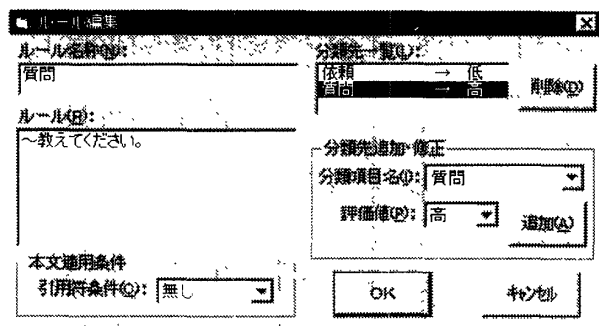 ルール編集
ルール名称(N):
質問
ルール(R):
～教えてください。
本文適用条件
引用符条件(C): 無し
分類先一覧(L):
依頼 → 低
質問 → 高
削除(D)
分類先追加・修正
分類項目名(I): 質問
評価値(P): 高
追加(A)
OK
キャンセル